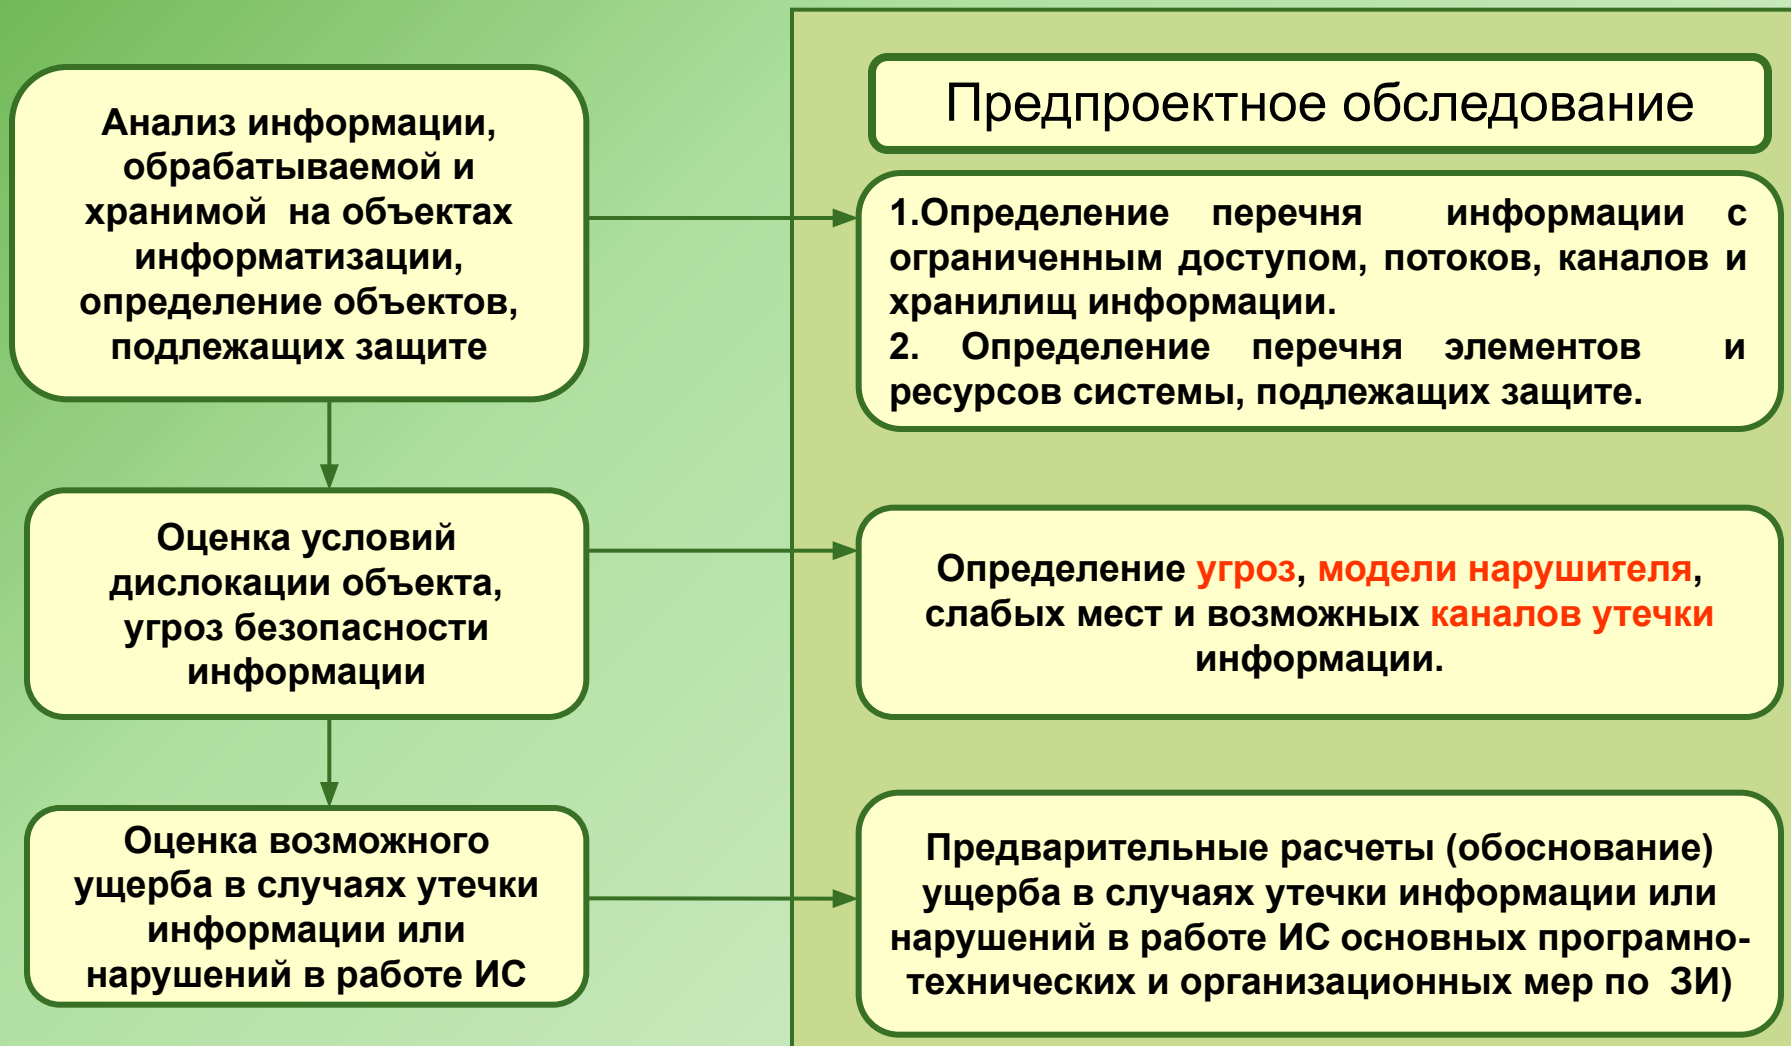 Анализ информации,
обрабатываемой и
хранимой на объектах
информатизации,
определение объектов,
подлежащих защите
Оценка условий
дислокации объекта,
угроз безопасности
информации
Оценка возможного
ущерба в случаях утечки
информации или
нарушений в работе ИС
Предпроектное обследование
1.Определение перечня информации с
ограниченным доступом, потоков, каналов и
хранилищ информации.
2. Определение перечня элементов и
ресурсов системы, подлежащих защите.
Определение угроз, модели нарушителя,
слабых мест и возможных каналов утечки
информации.
Предварительные расчеты (обоснование)
ущерба в случаях утечки информации или
нарушений в работе ИС основных програмно-
технических и организационных мер по ЗИ)